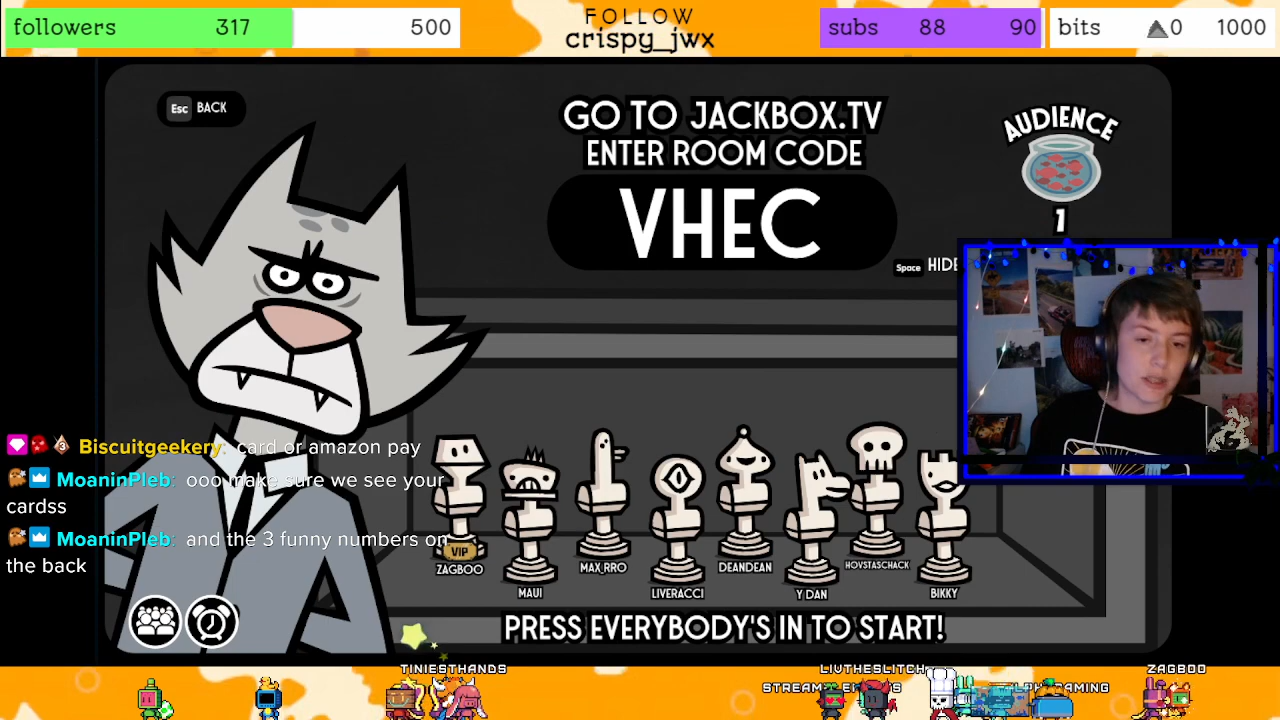 followers 317 500
FOLLOW
crispy_jwx
subs 88 90
bits 0 1000
Esc BACK
GO TO JACKBOX.TV
ENTER ROOM CODE
VHEC
AUDIENCE
1
Space HIDE
Biscuitgeekery: card or amazon pay
MoaninPleb: ooo make sure we see your
cardss
MoaninPleb: and the 3 funny numbers on
the back
VIP
ZAGBOO
MAUI
MAX_RRO
LIVERACCI
DEANDEAN
Y DAN
HOVSTASCHACK
BIKKY
PRESS EVERYBODY'S IN TO START!
TINIESTHANDS
LIVTHESLITCH
ZAGBOO